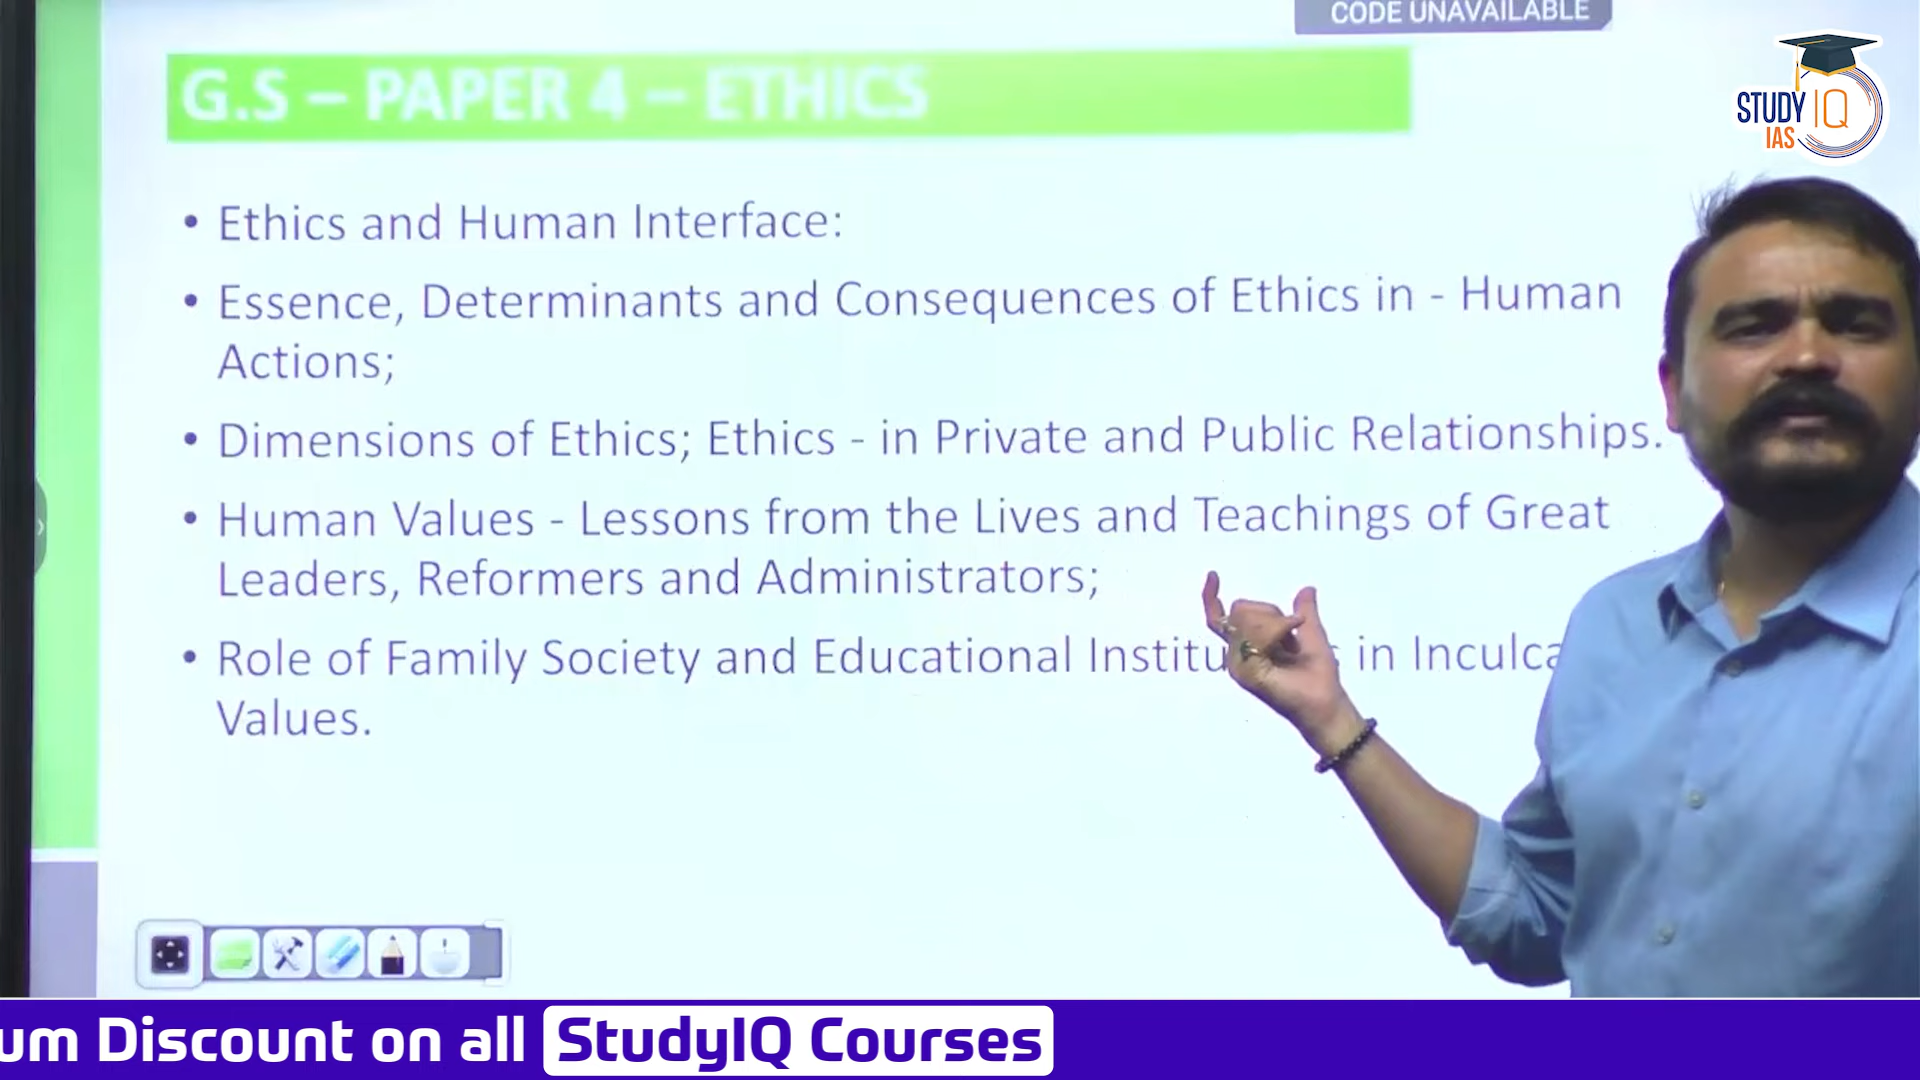 CODE UNAVAILABLE
STUDY IQ
IAS
G.S – PAPER 4 – ETHICS
• Ethics and Human Interface:
• Essence, Determinants and Consequences of Ethics in - Human
Actions;
• Dimensions of Ethics; Ethics - in Private and Public Relationships.
• Human Values - Lessons from the Lives and Teachings of Great
Leaders, Reformers and Administrators;
• Role of Family Society and Educational in
Values.
Discount on all StudyIQ Courses